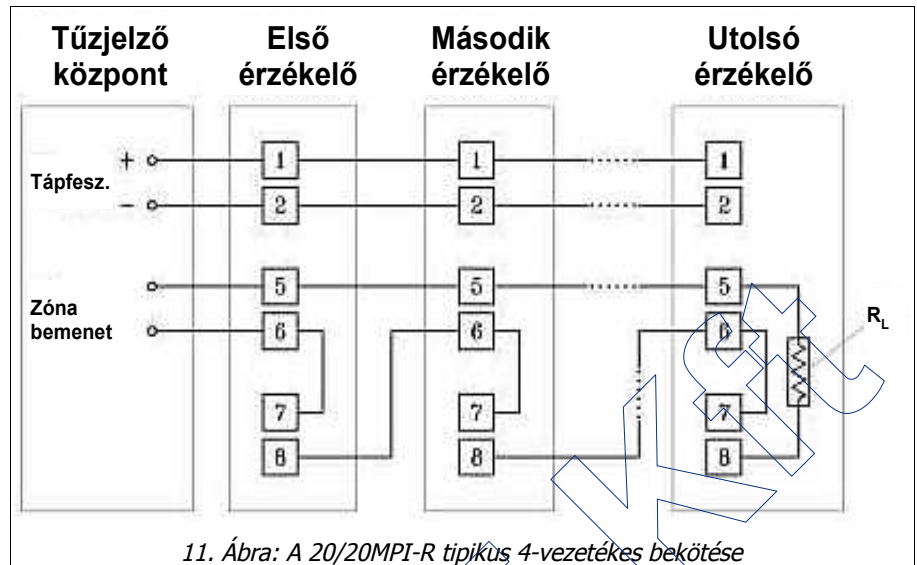 Tűzjelző központ
Első érzékelő
Második érzékelő
Utolsó érzékelő
Tápfesz.
+
1
1
1
−
2
2
2
Zóna bemenet
5
5
5
6
6
6
R_L
7
7
7
8
8
8
11. Ábra: A 20/20MPI-R tipikus 4-vezetékes bekötése